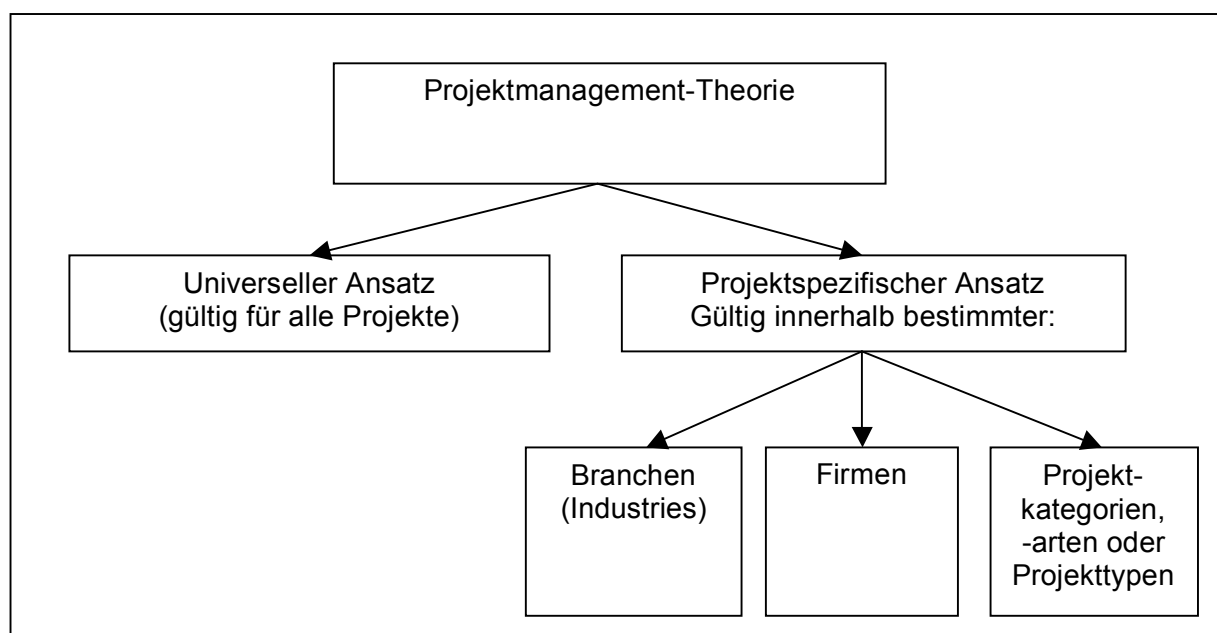 Projektmanagement-Theorie
Universeller Ansatz
(gültig für alle Projekte)
Projektspezifischer Ansatz
Gültig innerhalb bestimmter:
Branchen
(Industries)
Firmen
Projekt-
kategorien,
-arten oder
Projekttypen